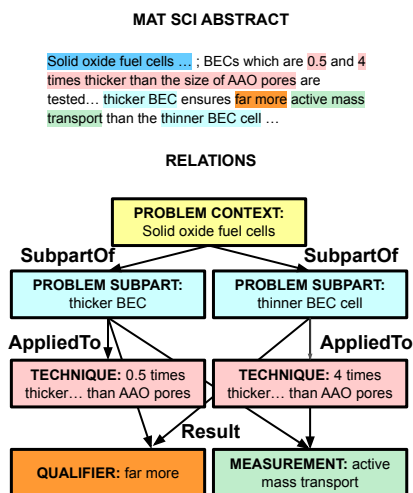 MAT SCI ABSTRACT
Solid oxide fuel cells ... ; BECs which are 0.5 and 4
times thicker than the size of AAO pores are
tested... thicker BEC ensures far more active mass
transport than the thinner BEC cell ...
RELATIONS
PROBLEM CONTEXT:
Solid oxide fuel cells
SubpartOf
SubpartOf
PROBLEM SUBPART:
thicker BEC
PROBLEM SUBPART:
thinner BEC cell
AppliedTo
AppliedTo
TECHNIQUE: 0.5 times
thicker... than AAO pores
TECHNIQUE: 4 times
thicker... than AAO pores
Result
QUALIFIER: far more
MEASUREMENT: active
mass transport